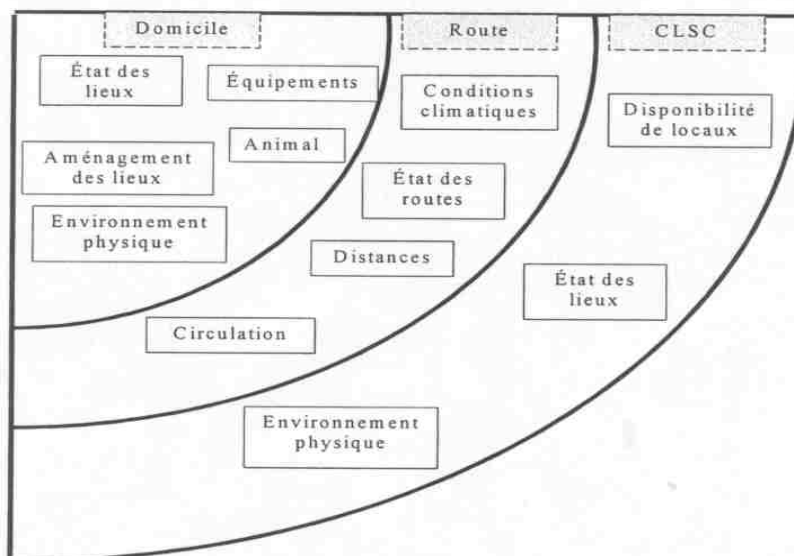 Domicile
Route
CLSC
État des
lieux
Équipements
Conditions
climatiques
Disponibilité
de locaux
Animal
Aménagement
des lieux
État des
routes
Environnement
physique
Distances
État des
lieux
Circulation
Environnement
physique